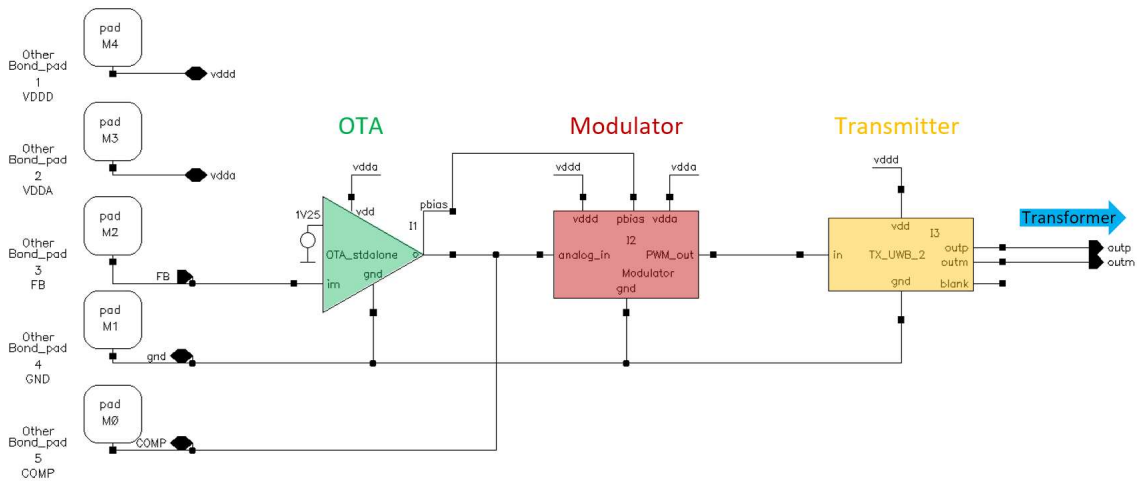 pad
M4
Other
Bond_pad
1
VDDD
vddd
pad
M3
Other
Bond_pad
2
VDDA
vdda
pad
M2
Other
Bond_pad
3
FB
FB
pad
M1
Other
Bond_pad
4
GND
gnd
pad
MØ
Other
Bond_pad
5
COMP
COMP
OTA
vdda
1V25
vdd
I1
pbias
OTA_stdalone
o
gnd
im
Modulator
vddd
vdda
vddd pbias vdda
I2
analog_in PWM_out
Modulator
gnd
Transmitter
vddd
vdd
I3
outp
in TX_UWB_2 outm
gnd
blank
Transformer
outp
outm